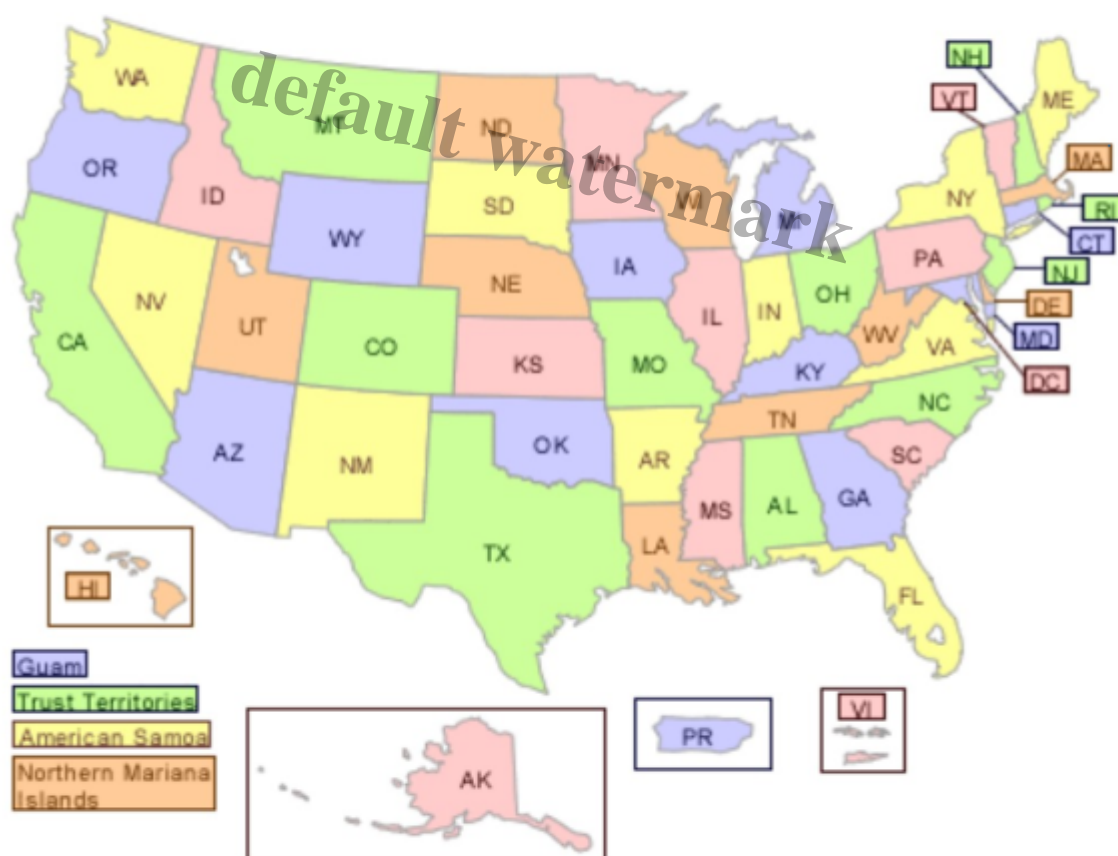 default watermark
WA
MT
ND
MN
NH
VT
ME
OR
ID
SD
WI
MI
NY
MA
RI
CT
WY
IA
PA
NJ
NV
UT
NE
IL
IN
OH
DE
CA
CO
KS
MO
WV
VA
MD
KY
DC
AZ
NM
OK
AR
TN
NC
SC
TX
LA
MS
AL
GA
FL
HI
Guam
Trust Territories
American Samoa
Northern Mariana
Islands
AK
PR
VI